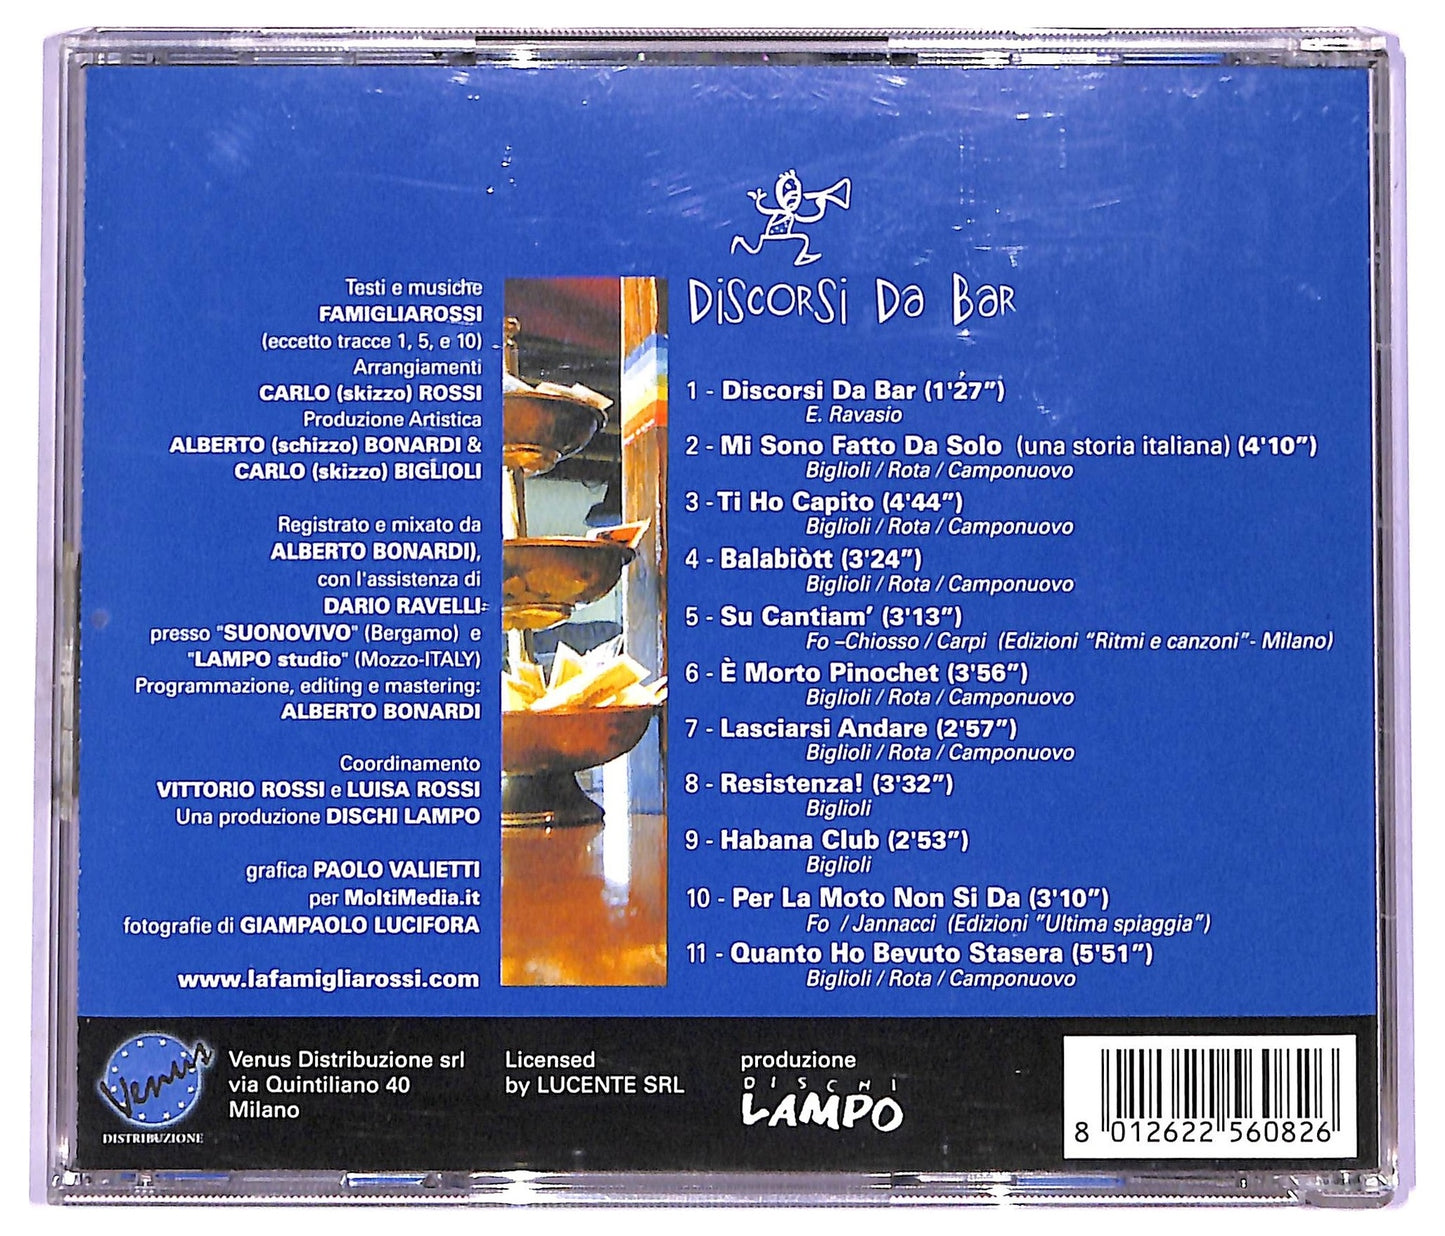 Testi e musiche
FAMIGLIAROSSI
(eccetto tracce 1, 5, e 10)
Arrangiamenti
CARLO (skizzo) ROSSI
Produzione Artistica
ALBERTO (schizzo) BONARDI &
CARLO (skizzo) BIGLIOLI
Registrato e mixato da
ALBERTO BONARDI),
con l'assistenza di
DARIO RAVELLI
presso "SUONOVIVO" (Bergamo) e
"LAMPO studio" (Mozzo-ITALY)
Programmazione, editing e mastering:
ALBERTO BONARDI
Coordinamento
VITTORIO ROSSI e LUISA ROSSI
Una produzione DISCHI LAMPO
grafica PAOLO VALIETTI
per MoltiMedia.it
fotografie di GIAMPAOLO LUCIFORA
www.lafamigliarossi.com
DiSCORSi Da BaR
1 - Discorsi Da Bar (1'27”)
E. Ravasio
2 - Mi Sono Fatto Da Solo (una storia italiana) (4'10”)
Biglioli / Rota / Camponuovo
3 - Ti Ho Capito (4'44”)
Biglioli / Rota / Camponuovo
4 - Balabiòtt (3'24”)
Biglioli / Rota / Camponuovo
5 - Su Cantiam’ (3'13”)
Fo –Chiosso / Carpi (Edizioni “Ritmi e canzoni”- Milano)
6 - È Morto Pinochet (3'56”)
Biglioli / Rota / Camponuovo
7 - Lasciarsi Andare (2'57”)
Biglioli / Rota / Camponuovo
8 - Resistenza! (3'32”)
Biglioli
9 - Habana Club (2'53”)
Biglioli
10 - Per La Moto Non Si Da (3'10”)
Fo / Jannacci (Edizioni ”Ultima spiaggia”)
11 - Quanto Ho Bevuto Stasera (5'51”)
Biglioli / Rota / Camponuovo
Venus
DISTRIBUZIONE
Venus Distribuzione srl
via Quintiliano 40
Milano
Licensed
by LUCENTE SRL
produzione
DISCHI
LAMPO
8 012622 560826